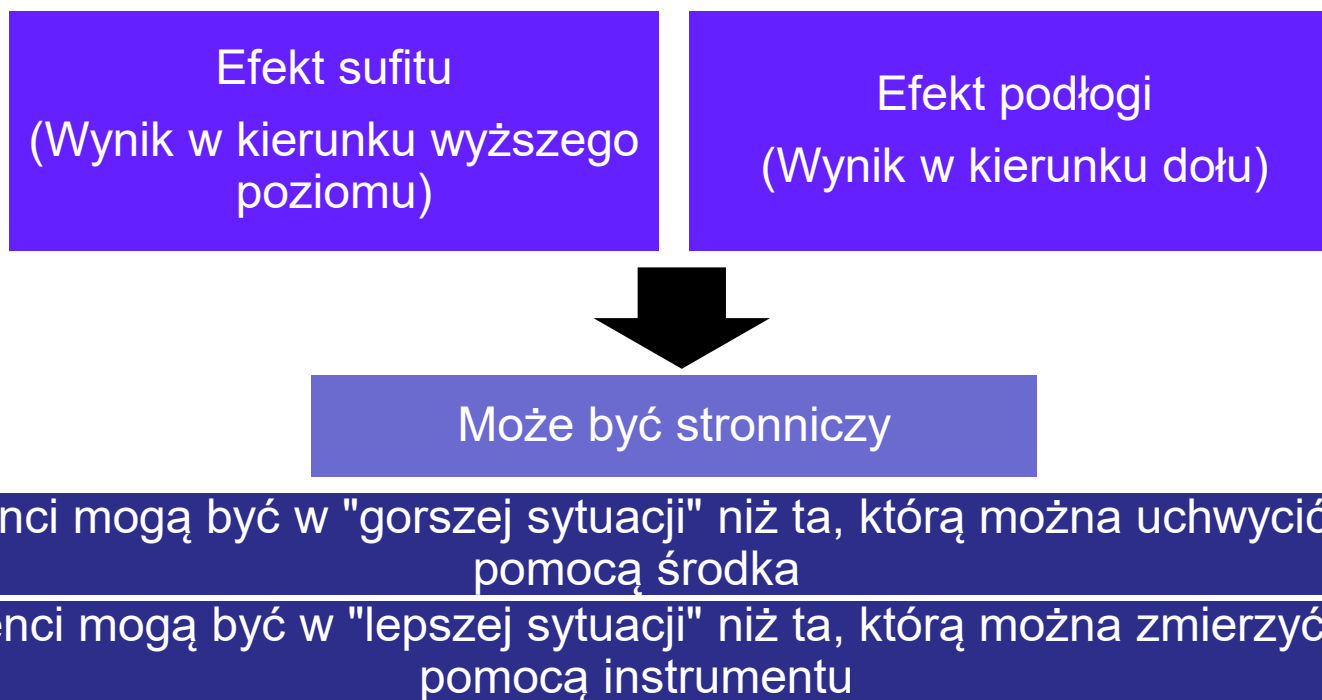 Efekt sufitu
(Wynik w kierunku wyższego
poziomu)
Efekt podłogi
(Wynik w kierunku dołu)
Może być stronniczy
mogą być w "gorszej sytuacji" niż ta, którą można uchwycić
pomocą środka
mogą być w "lepszej sytuacji" niż ta, którą można zmierzyć
pomocą instrumentu